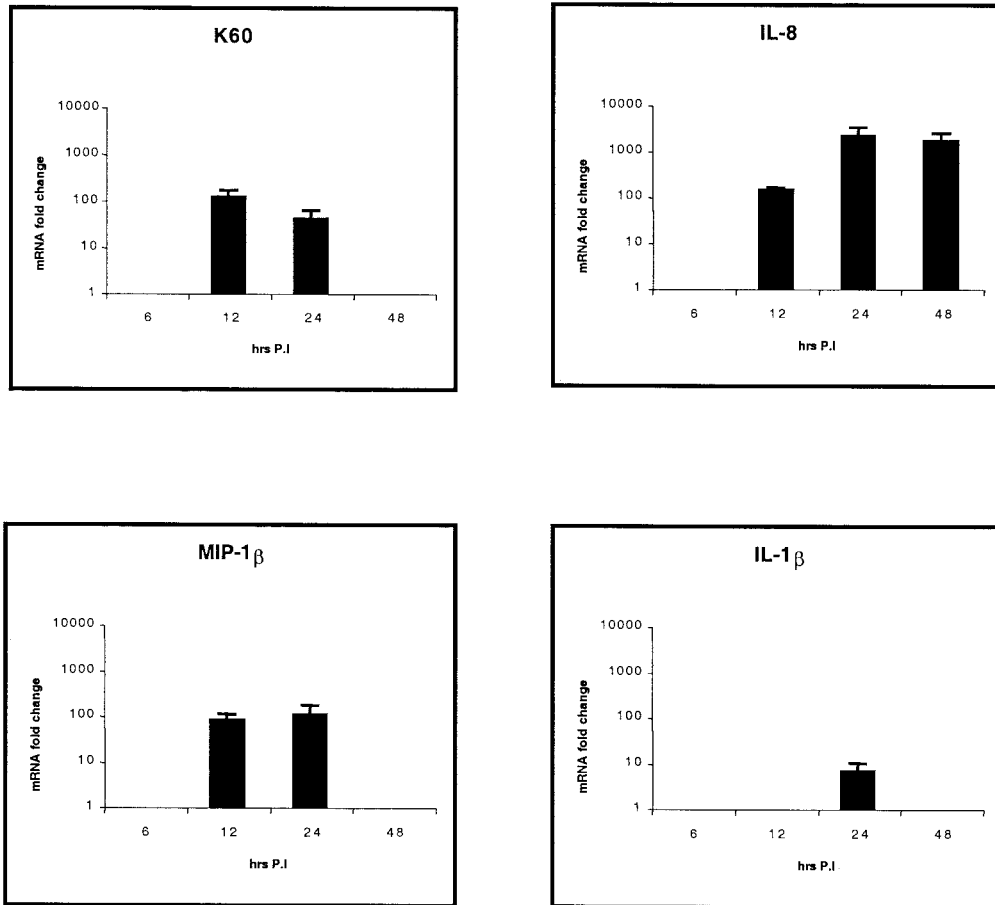 K60
mRNA fold change
10000
1000
100
10
1
6 12 24 48
hrs P.I
IL-8
mRNA fold change
10000
1000
100
10
1
6 12 24 48
hrs P.I
MIP-1β
mRNA fold change
10000
1000
100
10
1
6 12 24 48
hrs P.I
IL-1β
mRNA fold change
10000
1000
100
10
1
6 12 24 48
hrs P.I